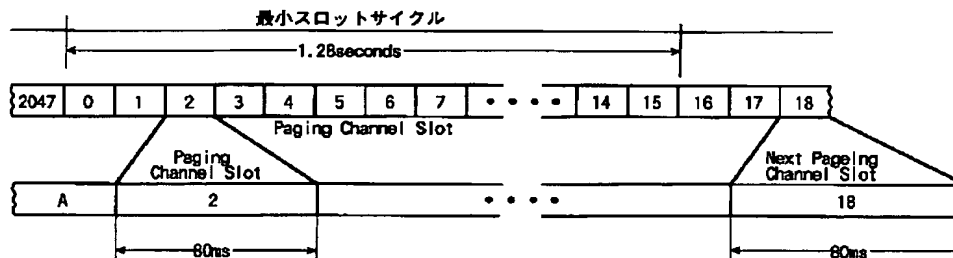 最小スロットサイクル
1.28seconds
2047 0 1 2 3 4 5 6 7 • • • • 14 15 16 17 18
Paging Channel Slot
Paging
Channel Slot
Next Pageing
Channel Slot
A 2 • • • • 18
80ms 80ms